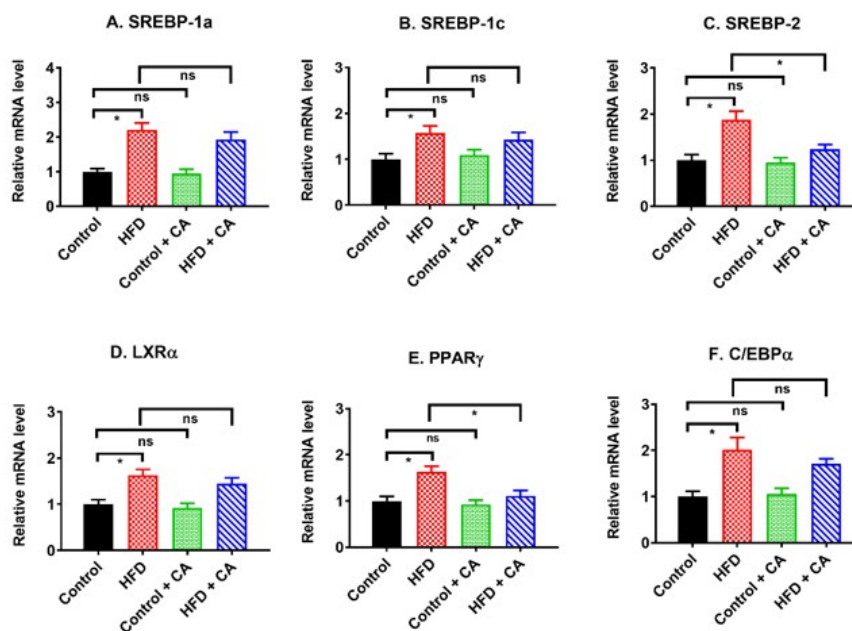 A. SREBP-1a
Relative mRNA level
4
3
2
1
0
ns
ns
*
Control
HFD
Control + CA
HFD + CA
B. SREBP-1c
Relative mRNA level
3
2
1
0
ns
ns
*
Control
HFD
Control + CA
HFD + CA
C. SREBP-2
Relative mRNA level
3
2
1
0
*
ns
*
Control
HFD
Control + CA
HFD + CA
D. LXRα
Relative mRNA level
3
2
1
0
ns
ns
*
Control
HFD
Control + CA
HFD + CA
E. PPARγ
Relative mRNA level
3
2
1
0
*
ns
*
Control
HFD
Control + CA
HFD + CA
F. C/EBPα
Relative mRNA level
3
2
1
0
ns
ns
*
Control
HFD
Control + CA
HFD + CA